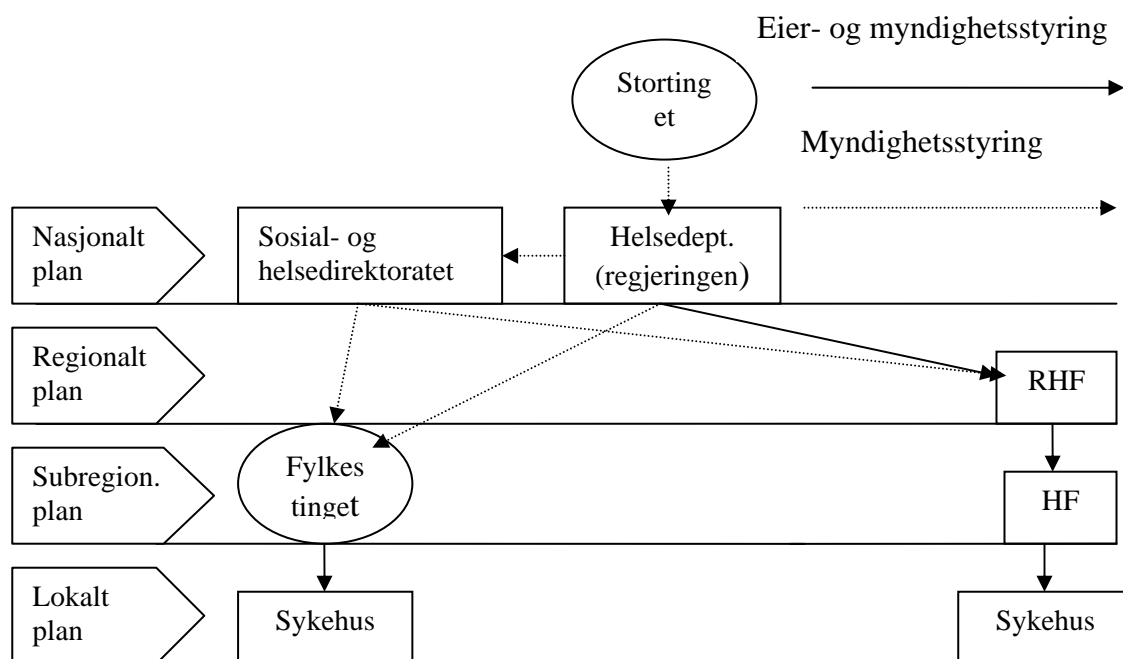 Eier- og myndighetsstyring
Storting
et
Myndighetsstyring
Nasjonalt
plan
Sosial- og
helsedirektoratet
Helsedept.
(regjeringen)
Regionalt
plan
RHF
Subregion.
plan
Fylkes
tinget
HF
Lokalt
plan
Sykehus
Sykehus